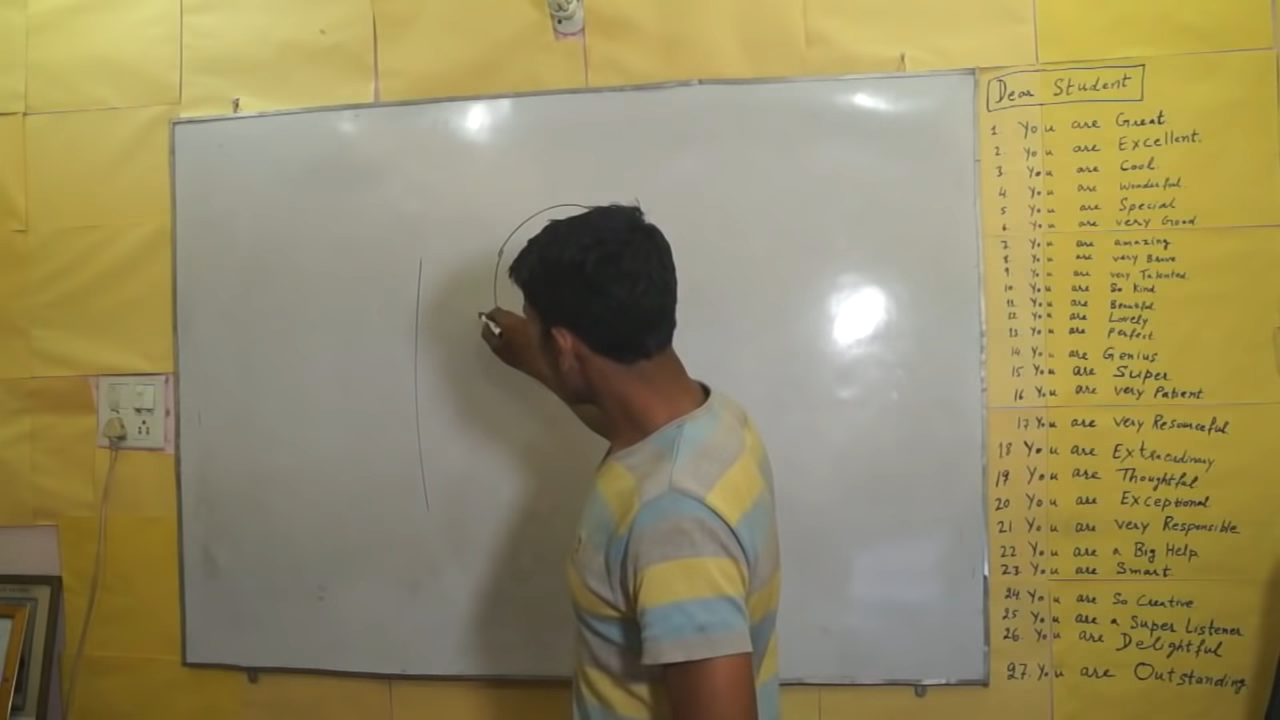 Dear Student
1. You are Great
2. You are Excellent.
3. You are Cool.
4 You are Wonderful.
5 You are Special
6. You are very Good
7. You are amazing
8. You are very Brave
9. You are very Talented
10. You are So Kind
11. You are Beautiful
12. You are Lovely
13. You are Perfect.
14. You are Genius
15 You are Super
16 You are very Patient
17 You are very Resourceful
18 You are Extraordinary
19 You are Thoughtful
20 You are Exceptional
21 You are very Responsible
22. You are a Big Help
23. You are Smart
24 You are So Creative
25 You are a Super Listener
26. You are Delightful
27. You are Outstanding